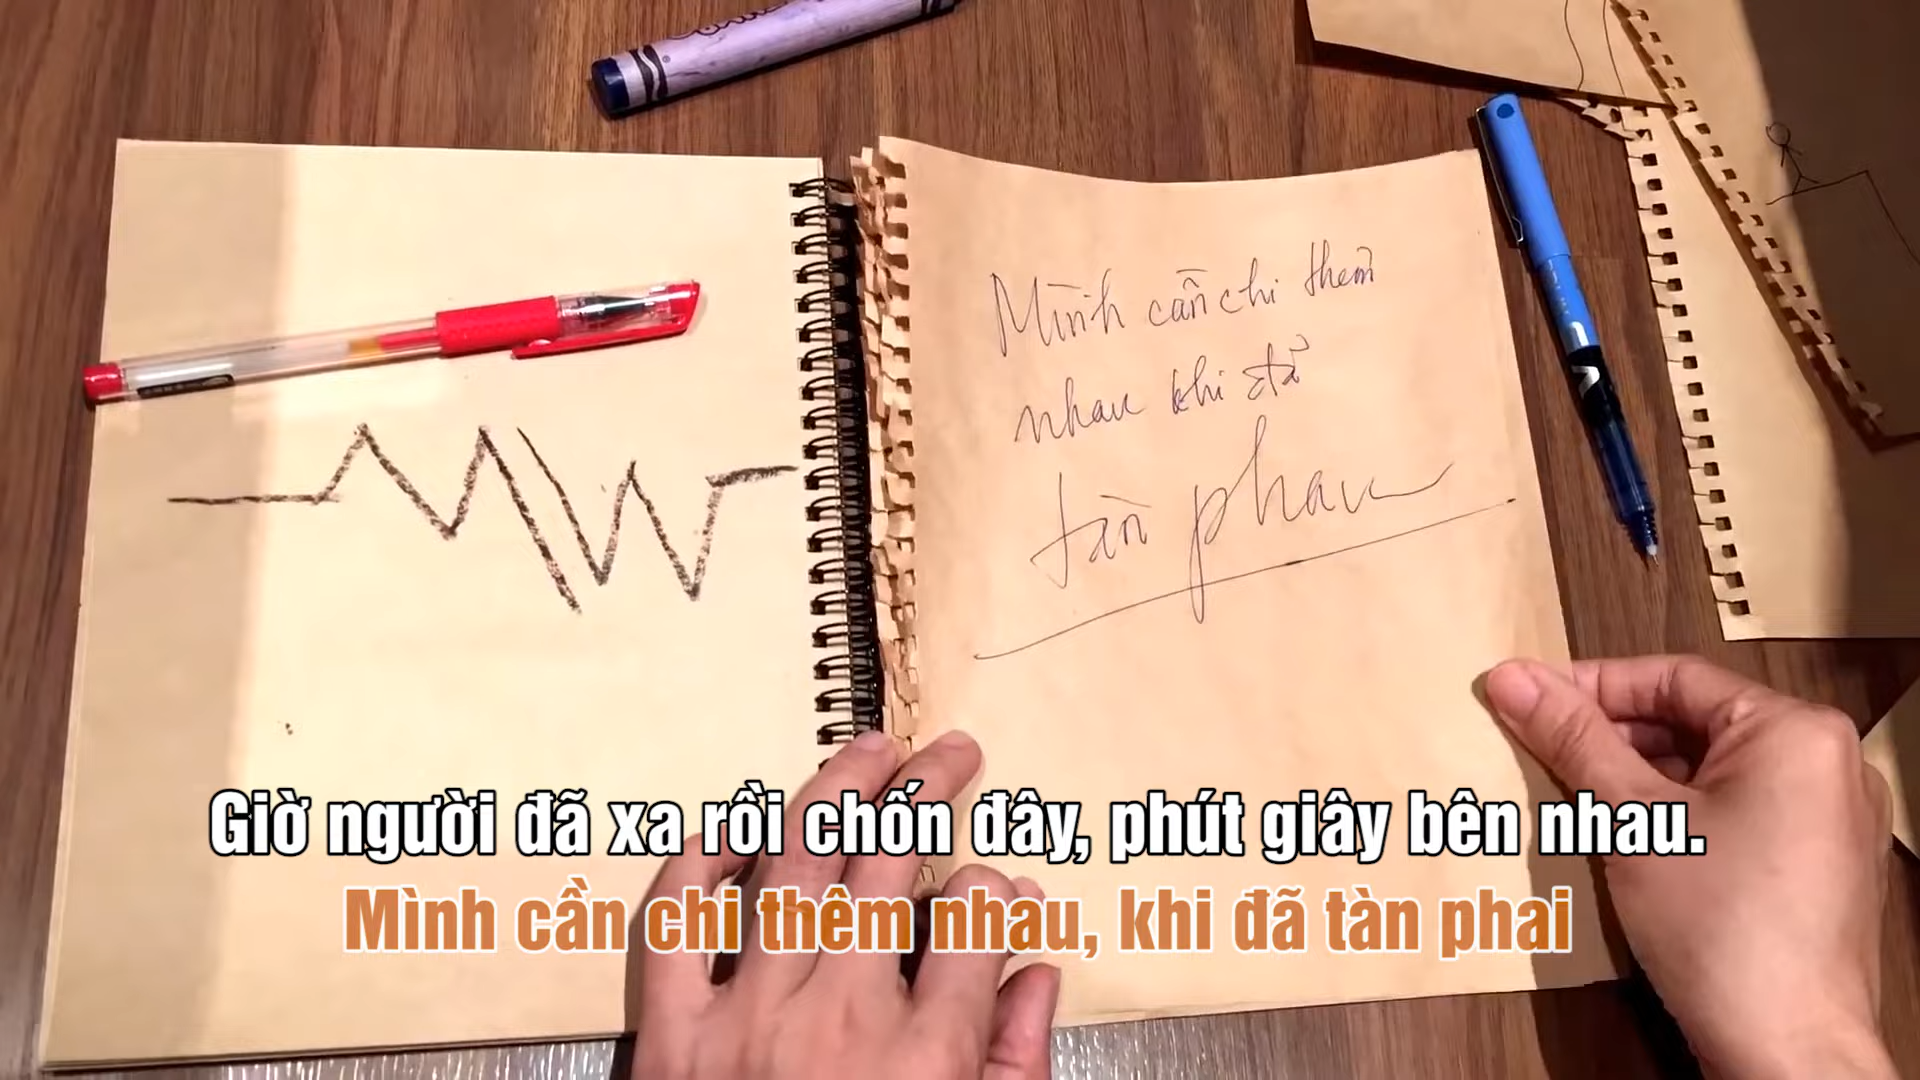 Mình cần chi thêm
nhau khi đã
tàn phau
Giờ người đã xa rồi chốn đây, phút giây bên nhau.
Mình cần chi thêm nhau, khi đã tàn phai